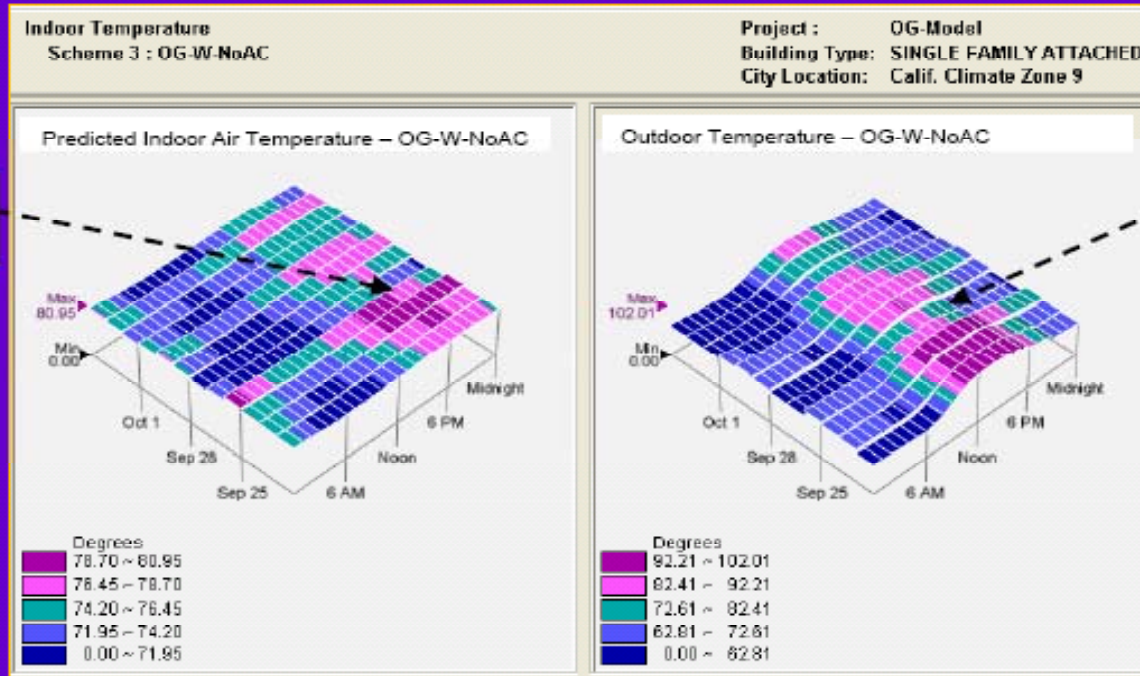 Indoor Temperature
Scheme 3 : OG-W-NoAC
Project : OG-Model
Building Type: SINGLE FAMILY ATTACHED
City Location: Calif. Climate Zone 9
Predicted Indoor Air Temperature – OG-W-NoAC
Max
80.95
Min
0.00
Oct 1
Sep 28
Sep 25
6 AM
Noon
6 PM
Midnight
Degrees
78.70 ~ 80.95
76.45 ~ 78.70
74.20 ~ 76.45
71.95 ~ 74.20
0.00 ~ 71.95
Outdoor Temperature – OG-W-NoAC
Max
102.01
Min
0.00
Oct 1
Sep 28
Sep 25
6 AM
Noon
6 PM
Midnight
Degrees
92.21 ~ 102.01
82.41 ~ 92.21
72.61 ~ 82.41
62.81 ~ 72.61
0.00 ~ 62.81